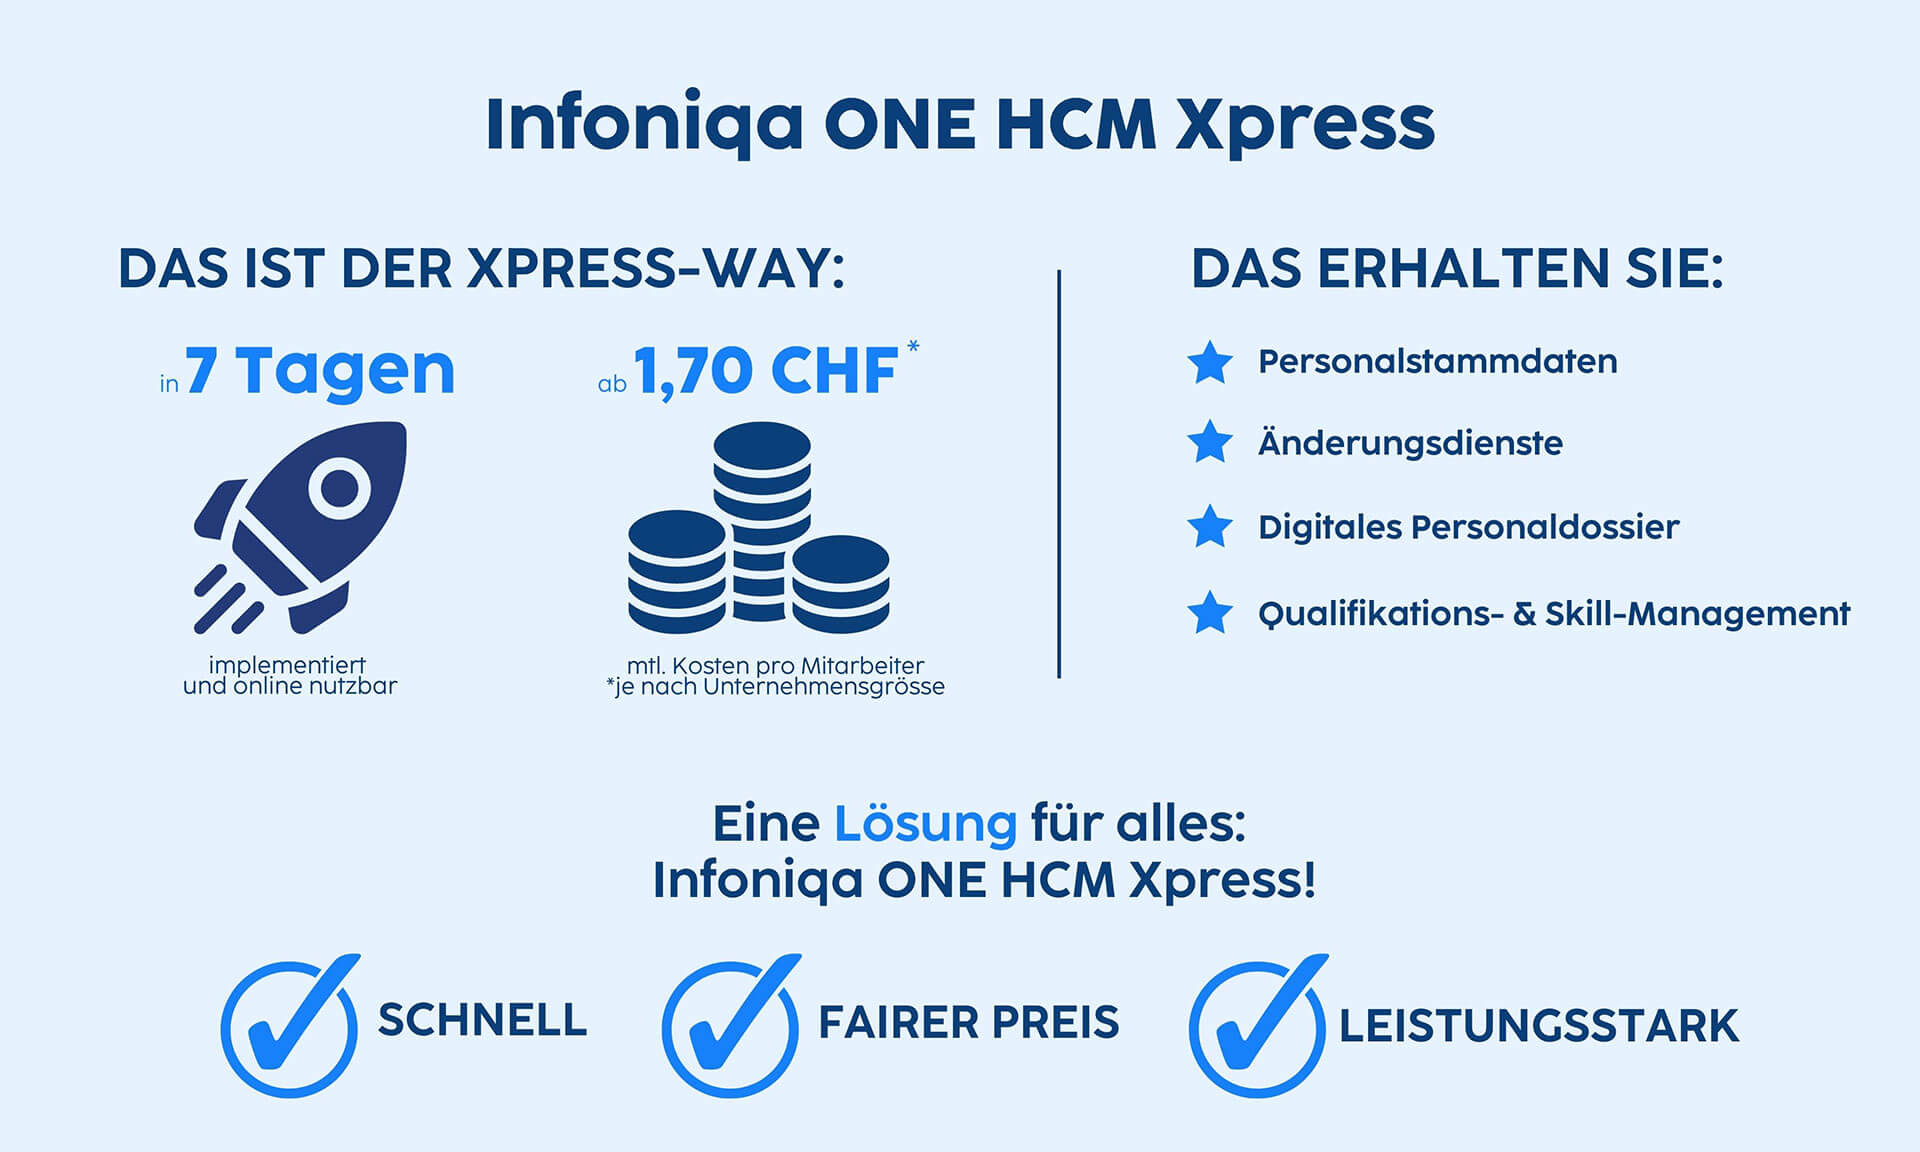 Infoniqa ONE HCM Xpress
DAS IST DER XPRESS-WAY:
in 7 Tagen
implementiert
und online nutzbar
ab 1,70 CHF*
mtl. Kosten pro Mitarbeiter
*je nach Unternehmensgrösse
DAS ERHALTEN SIE:
Personalstammdaten
Änderungsdienste
Digitales Personaldossier
Qualifikations- & Skill-Management
Eine Lösung für alles:
Infoniqa ONE HCM Xpress!
SCHNELL
FAIRER PREIS
LEISTUNGSSTARK